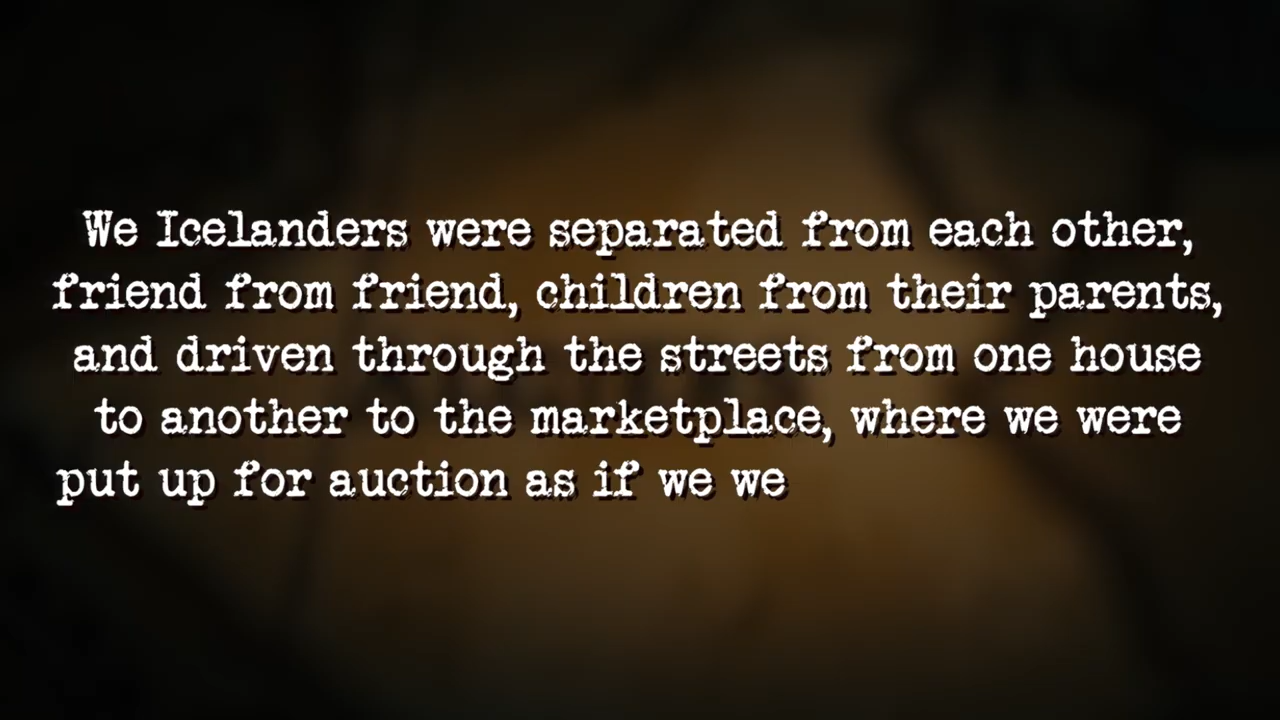 We Icelanders were separated from each other,
friend from friend, children from their parents,
and driven through the streets from one house
to another to the marketplace, where we were
put up for auction as if we we